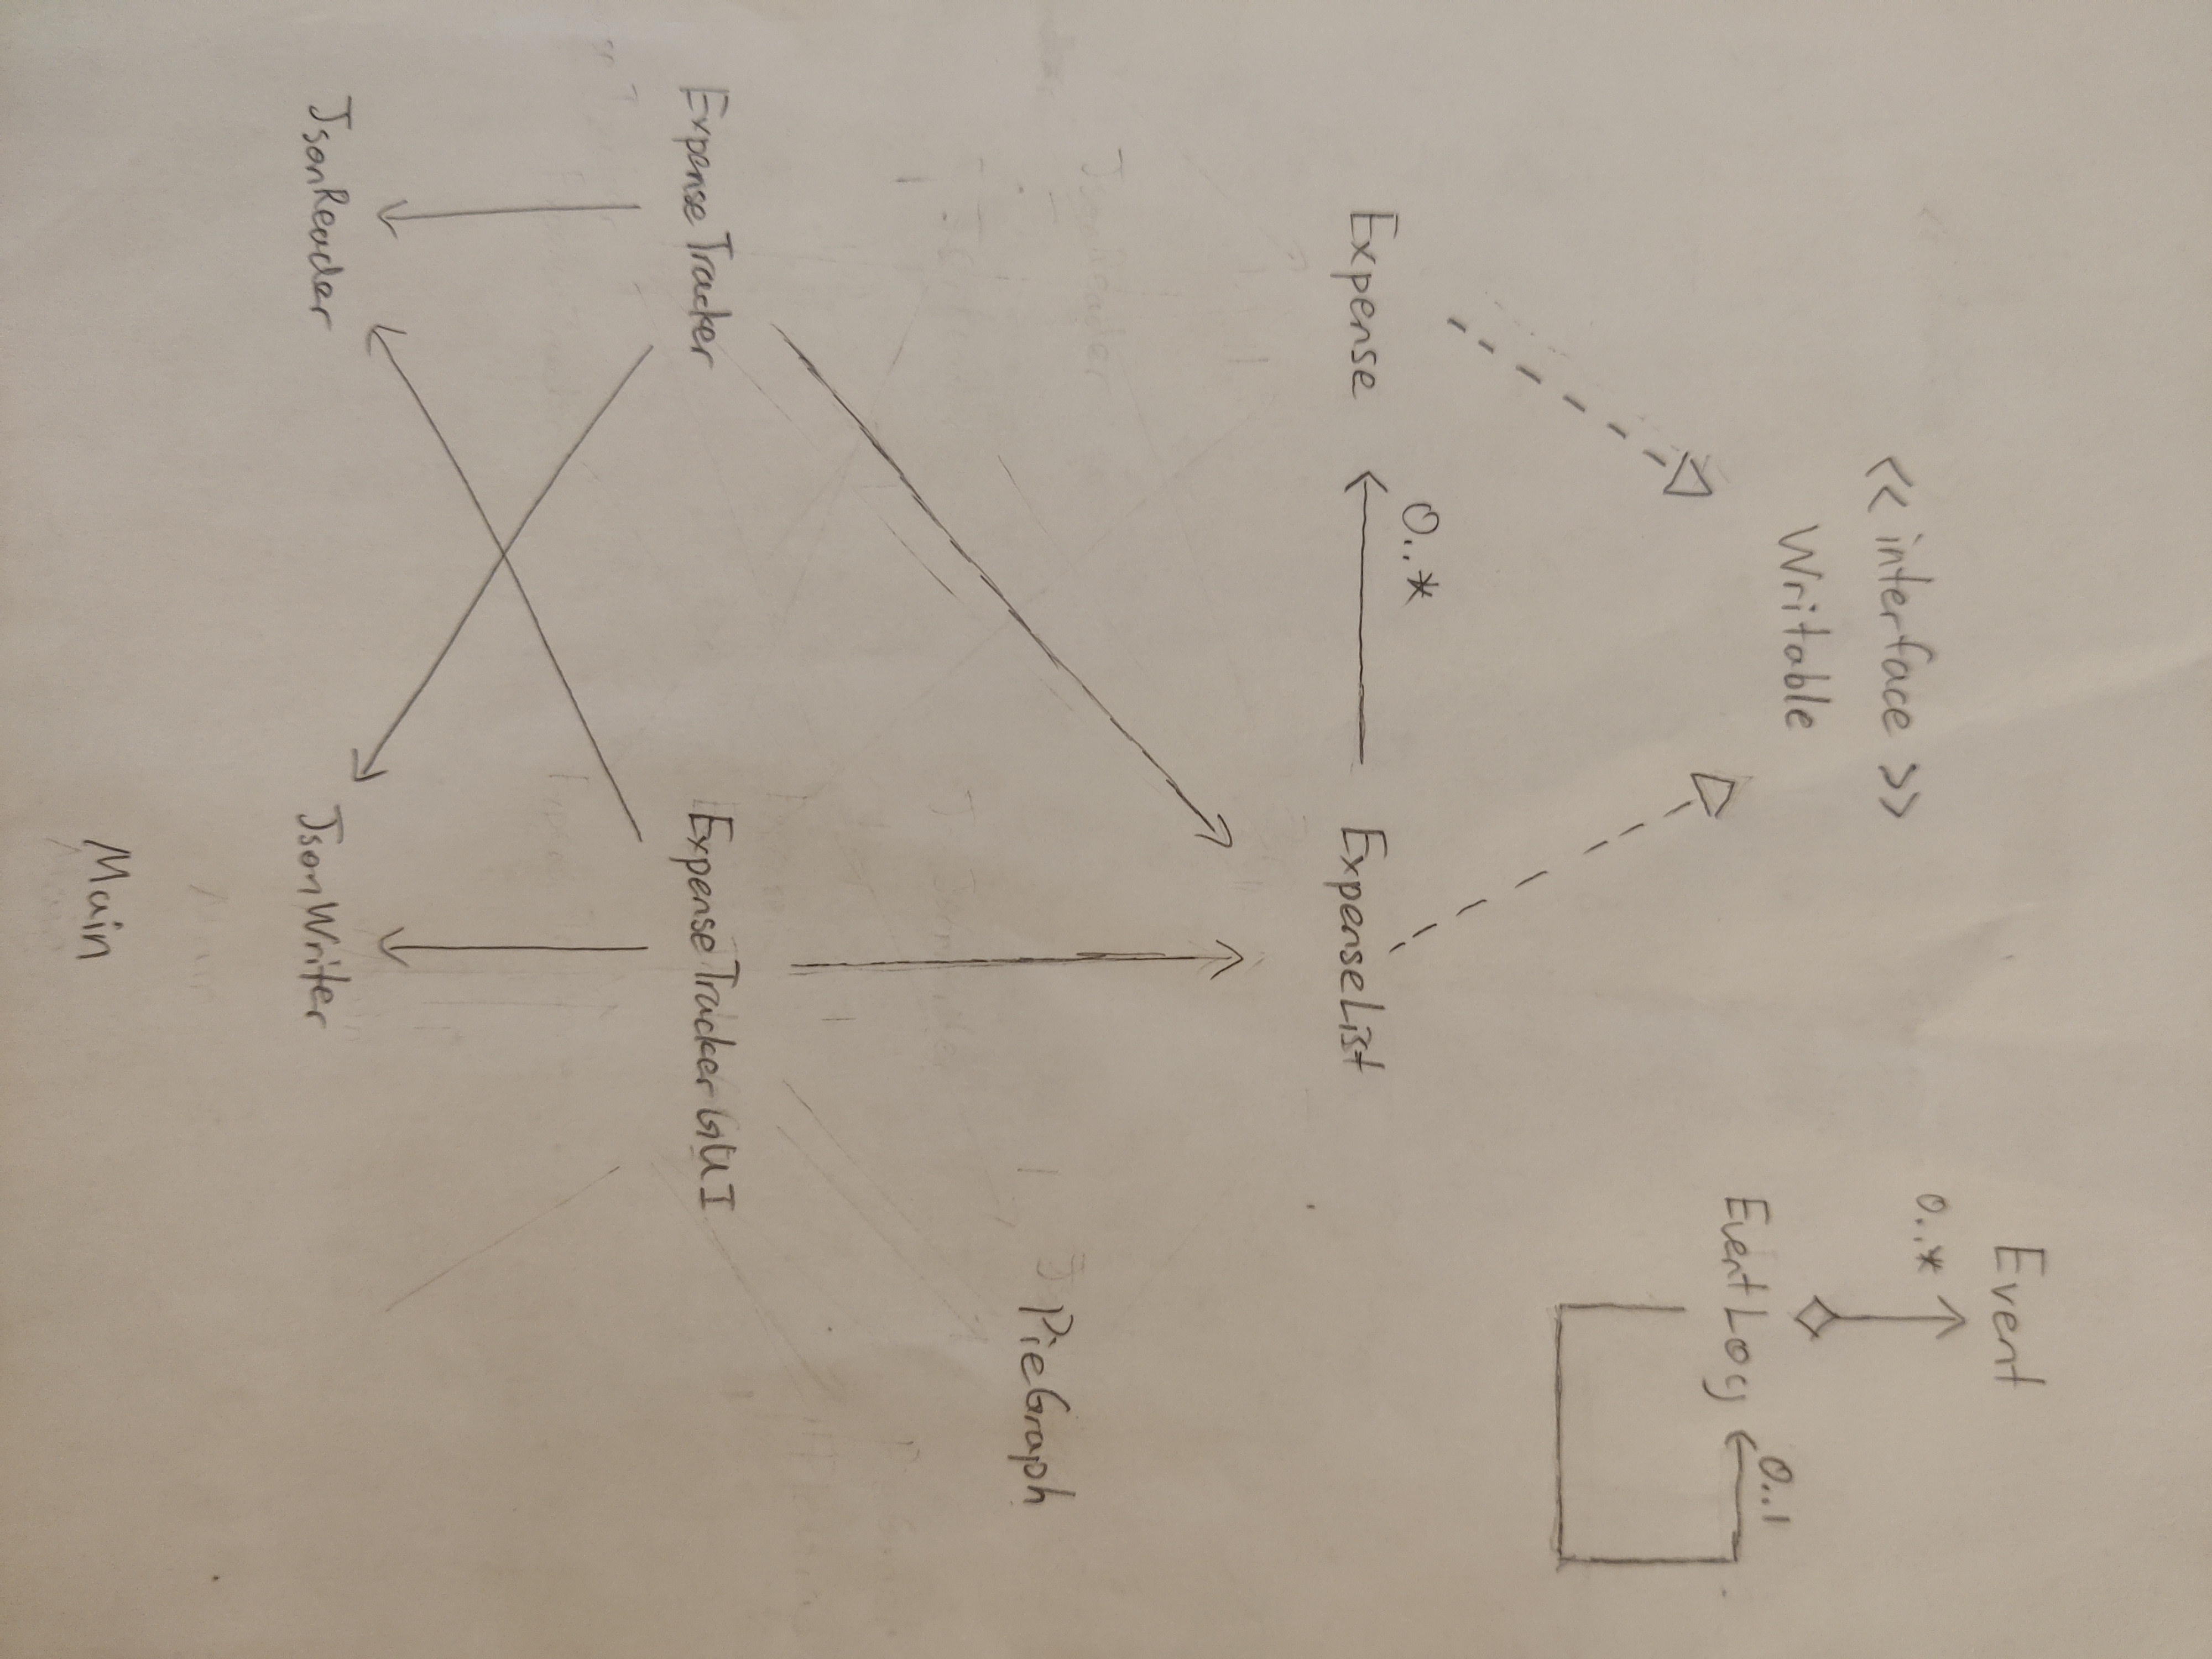 Event
0..*
<< interface >>
Writable
EventLog
0..1
0..*
Expense
ExpenseList
PieGraph
ExpenseTracker
ExpenseTrackerGUI
JsonReader
JsonWriter
Main